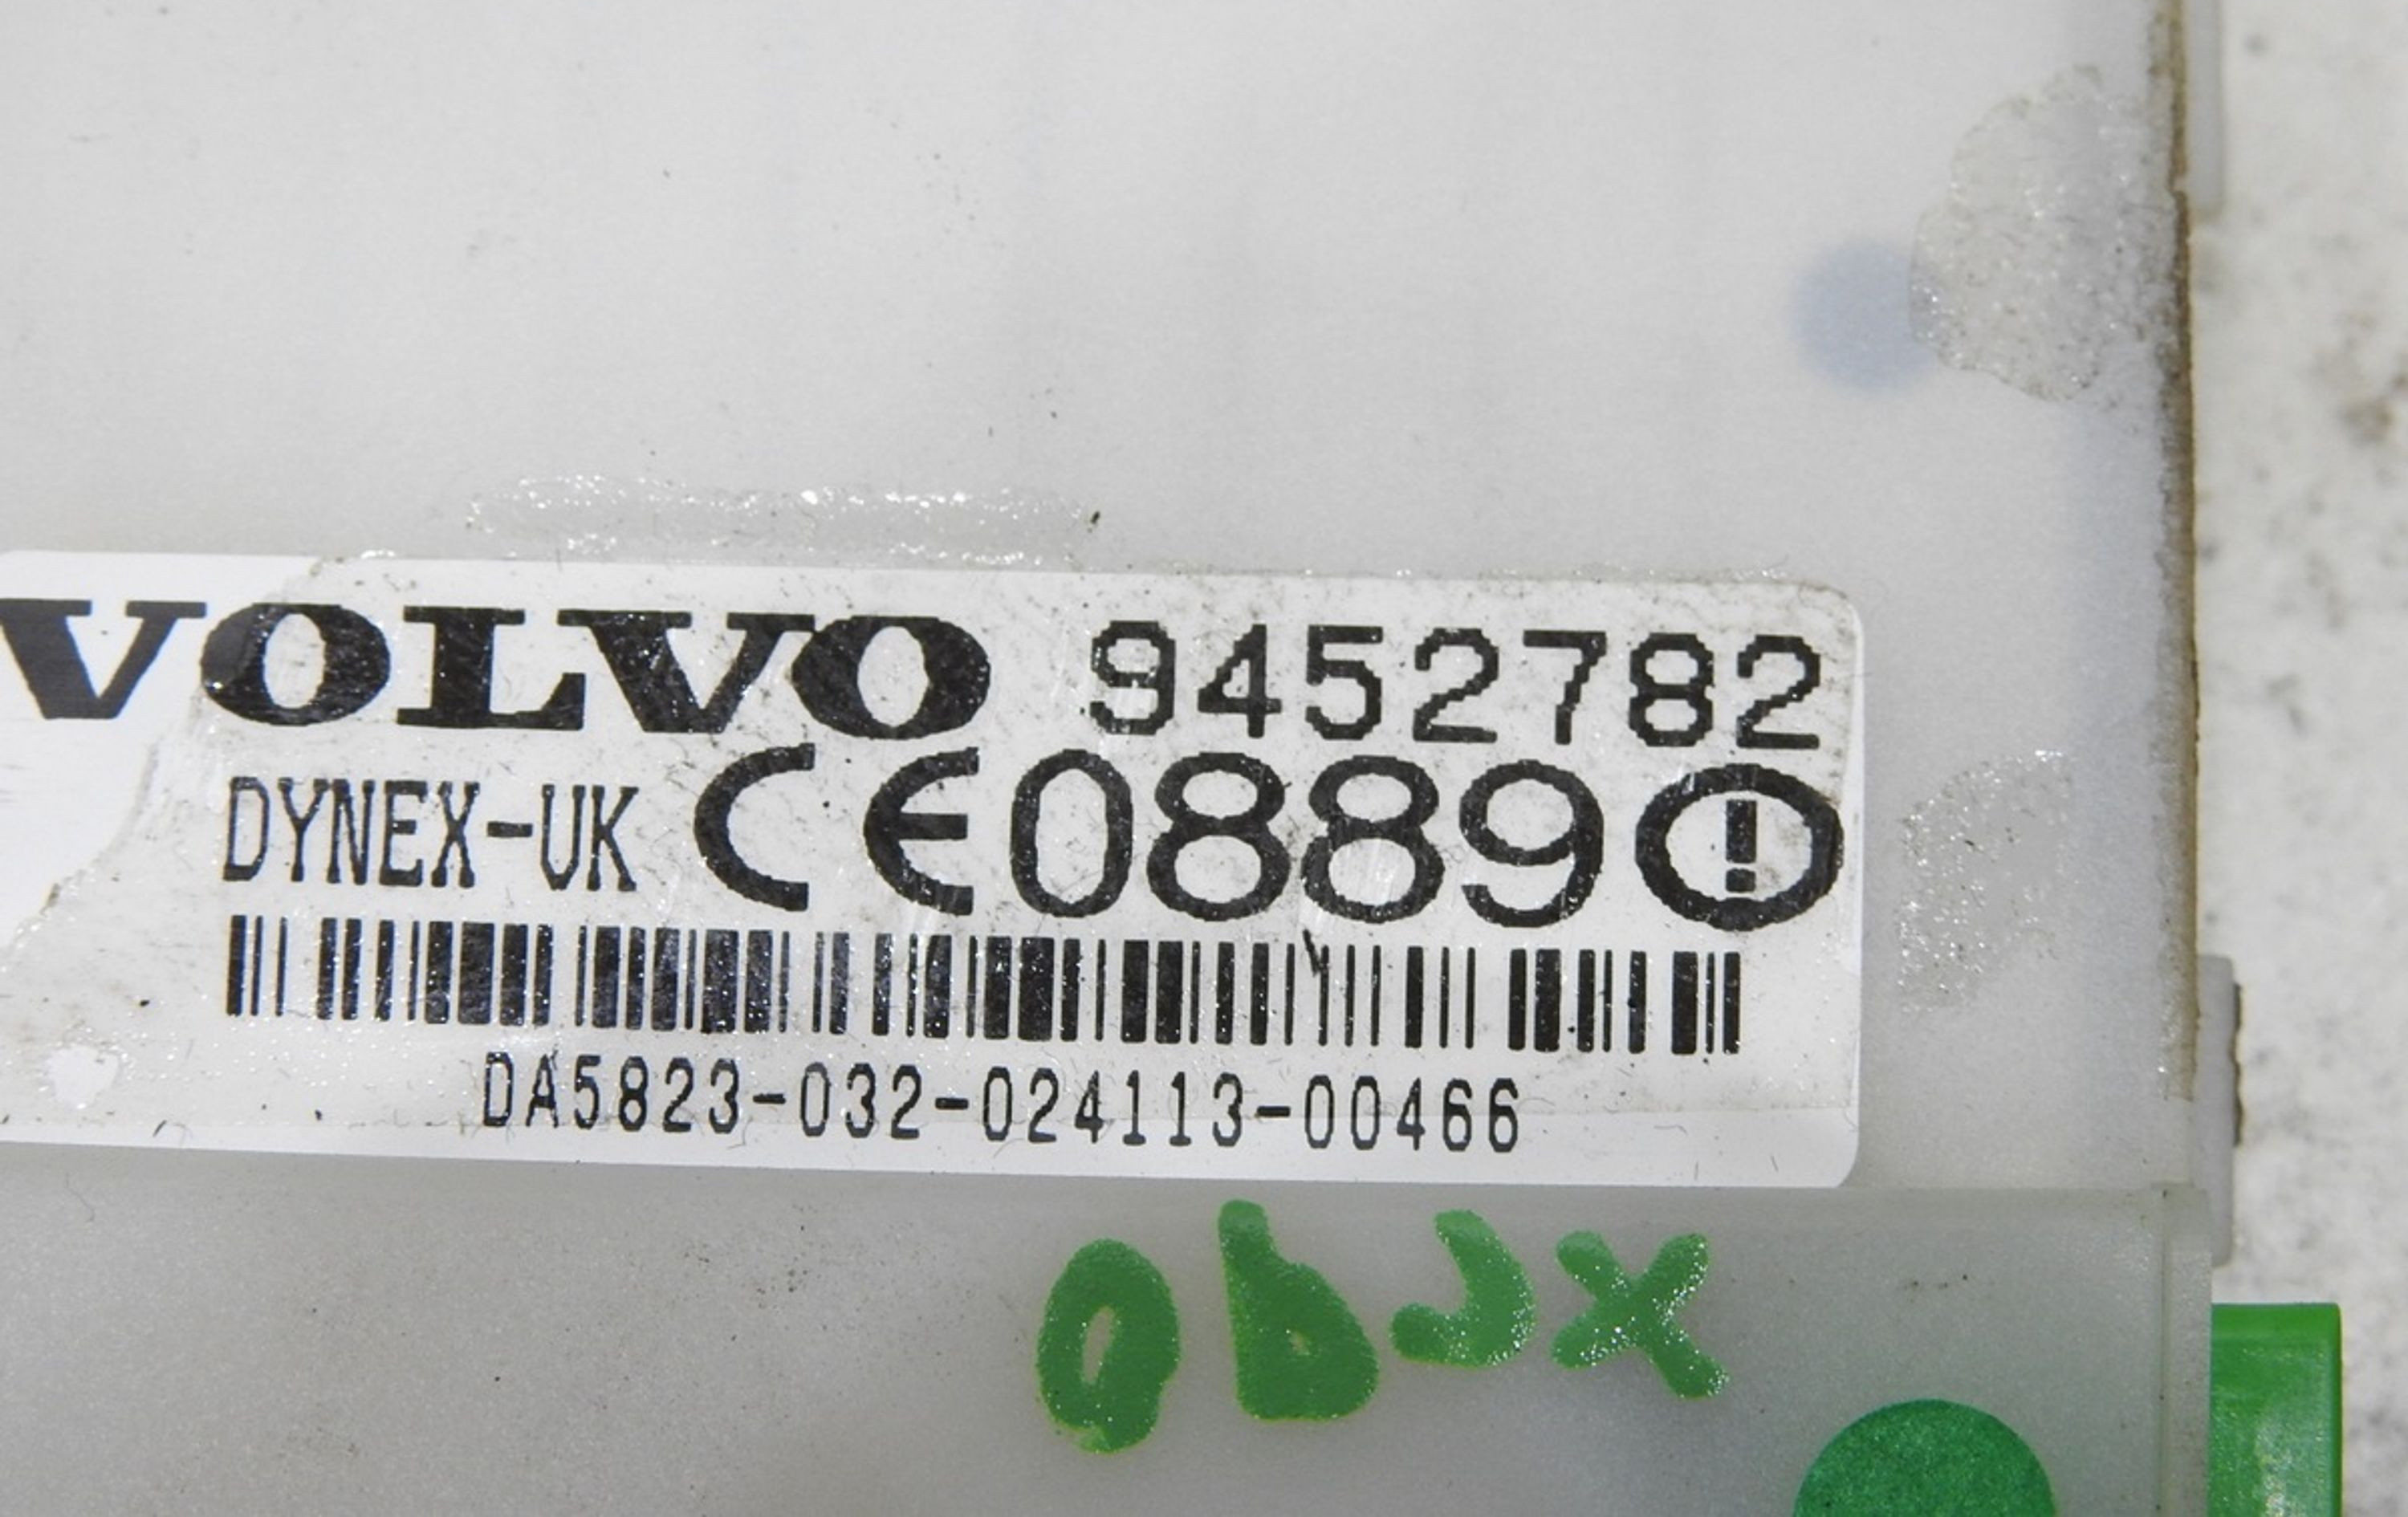 VOLVO 9452782
DYNEX-UK CE0889 !
DA5823-032-024113-00466